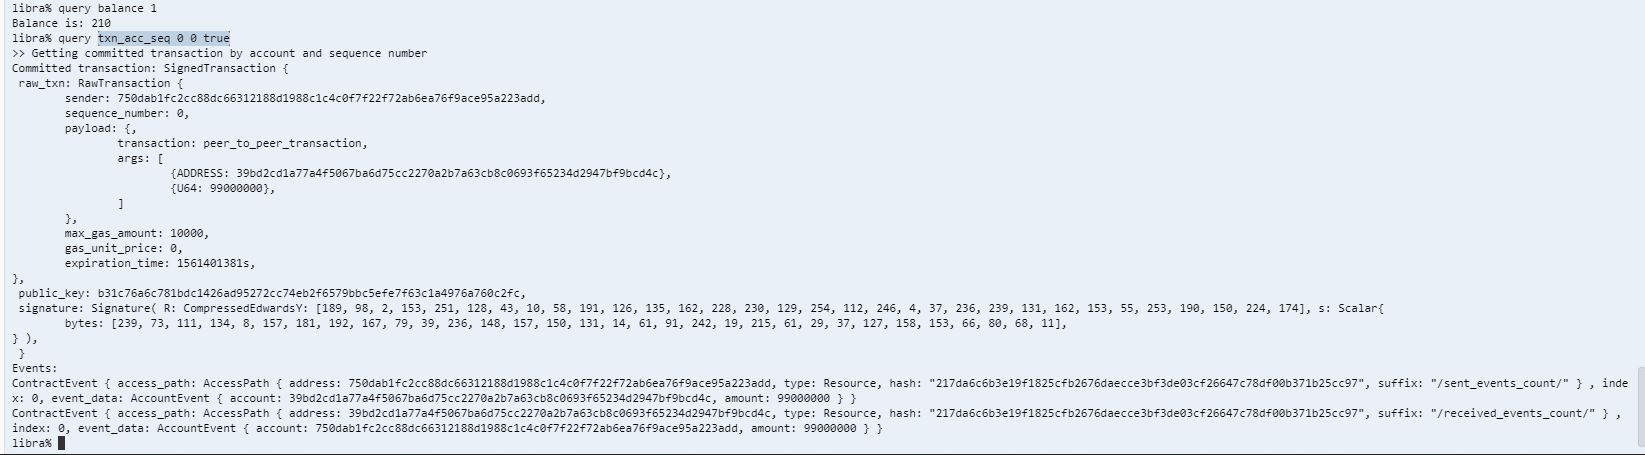 libra% query balance 1
Balance is: 210
libra% query txn_acc_seq 0 0 true
>> Getting committed transaction by account and sequence number
Committed transaction: SignedTransaction {
raw_txn: RawTransaction {
sender: 750dab1fc2cc88dc66312188d1988c1c4c0f7f22f72ab6ea76f9ace95a223add,
sequence_number: 0,
payload: {,
transaction: peer_to_peer_transaction,
args: [
{ADDRESS: 39bd2cd1a77a4f5067ba6d75cc2270a2b7a63cb8c0693f65234d2947bf9bcd4c},
{U64: 99000000},
]
},
max_gas_amount: 10000,
gas_unit_price: 0,
expiration_time: 1561401381s,
},
public_key: b31c76a6c781bdc1426ad95272cc74eb2f6579bbc5efe7f63c1a4976a760c2fc,
signature: Signature( R: CompressedEdwardsY: [189, 98, 2, 153, 251, 128, 43, 10, 58, 191, 126, 135, 162, 228, 230, 129, 254, 112, 246, 4, 37, 236, 239, 131, 162, 153, 55, 253, 190, 150, 224, 174], s: Scalar{
bytes: [239, 73, 111, 134, 8, 157, 181, 192, 167, 79, 39, 236, 148, 157, 150, 131, 14, 61, 91, 242, 19, 215, 61, 29, 37, 127, 158, 153, 66, 80, 68, 11],
} ),
}
Events:
ContractEvent { access_path: AccessPath { address: 750dab1fc2cc88dc66312188d1988c1c4c0f7f22f72ab6ea76f9ace95a223add, type: Resource, hash: "217da6c6b3e19f1825cfb2676daecce3bf3de03cf26647c78df00b371b25cc97", suffix: "/sent_events_count/" } , inde
x: 0, event_data: AccountEvent { account: 39bd2cd1a77a4f5067ba6d75cc2270a2b7a63cb8c0693f65234d2947bf9bcd4c, amount: 99000000 } }
ContractEvent { access_path: AccessPath { address: 39bd2cd1a77a4f5067ba6d75cc2270a2b7a63cb8c0693f65234d2947bf9bcd4c, type: Resource, hash: "217da6c6b3e19f1825cfb2676daecce3bf3de03cf26647c78df00b371b25cc97", suffix: "/received_events_count/" } ,
index: 0, event_data: AccountEvent { account: 750dab1fc2cc88dc66312188d1988c1c4c0f7f22f72ab6ea76f9ace95a223add, amount: 99000000 } }
libra%